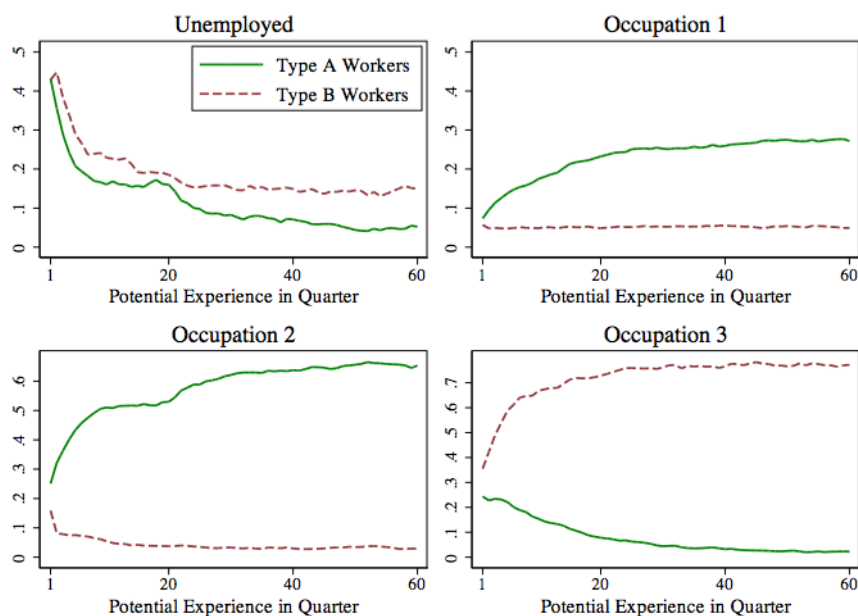 Unemployed
.5
.4
.3
.2
.1
0
Type A Workers
Type B Workers
1 20 40 60
Potential Experience in Quarter
Occupation 1
.5
.4
.3
.2
.1
0
1 20 40 60
Potential Experience in Quarter
Occupation 2
.6
.5
.4
.3
.2
.1
0
1 20 40 60
Potential Experience in Quarter
Occupation 3
.7
.6
.5
.4
.3
.2
.1
0
1 20 40 60
Potential Experience in Quarter